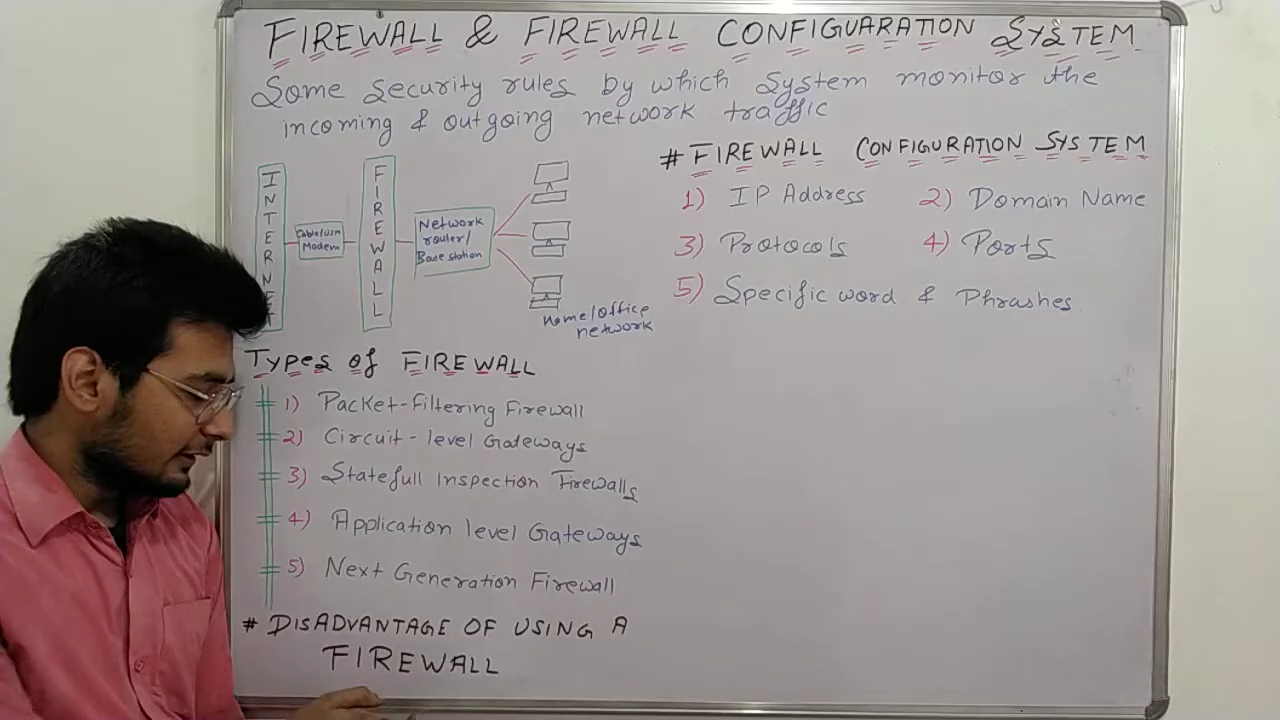 FIREWALL & FIREWALL CONFIGUARATION SYSTEM
Some security rules by which System monitor the
incoming & outgoing network traffic
INTERNET
Modem
FIREWALL
Network
router/
Base station
Home/office
network
Types of FIREWALL
1) Packet-Filtering Firewall
2) Circuit-level Gateways
3) Statefull Inspection Firewalls
4) Application level Gateways
5) Next Generation Firewall
# DISADVANTAGE OF USING A
FIREWALL
# FIREWALL CONFIGURATION SYSTEM
1) IP Address 2) Domain Name
3) Protocols 4) Ports
5) Specific word & Phrashes